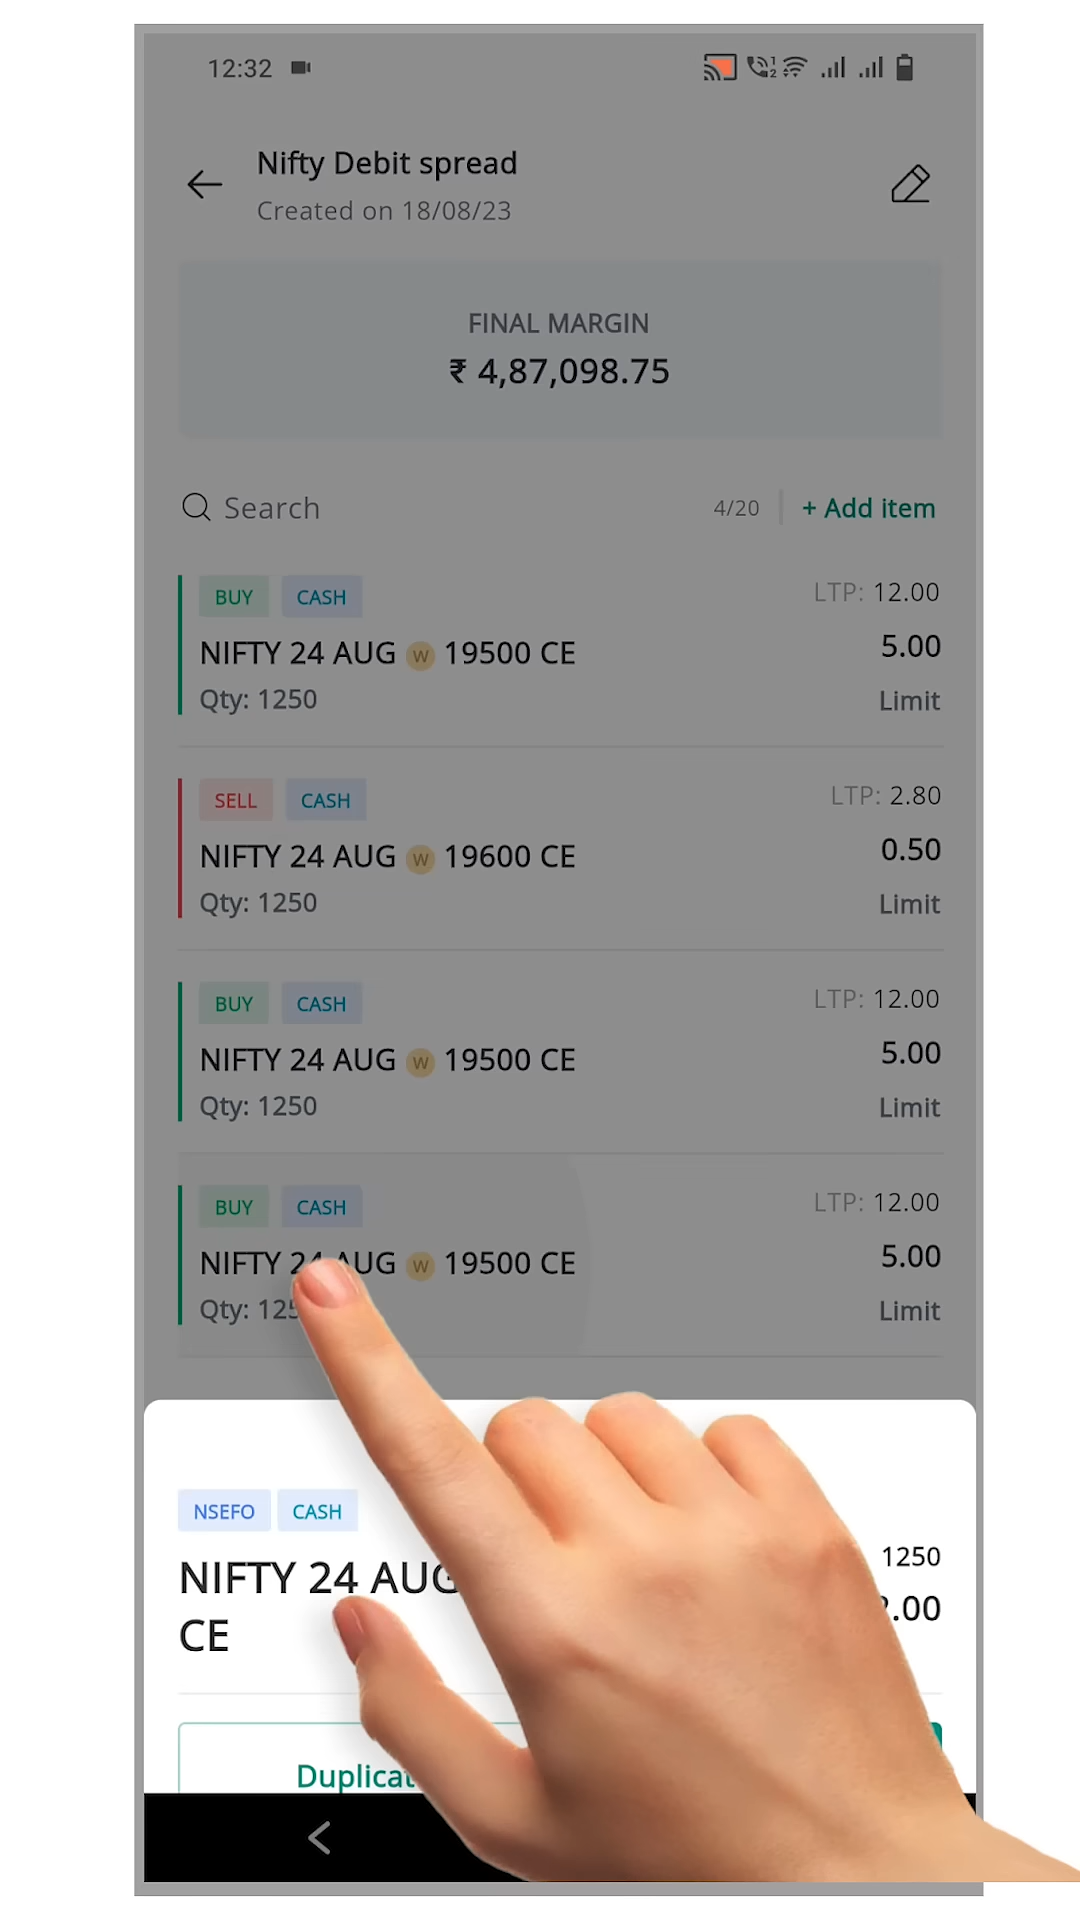 12:32
Nifty Debit spread
Created on 18/08/23
FINAL MARGIN
₹ 4,87,098.75
Search 4/20 + Add item
BUY CASH LTP: 12.00
NIFTY 24 AUG W 19500 CE 5.00
Qty: 1250 Limit
SELL CASH LTP: 2.80
NIFTY 24 AUG W 19600 CE 0.50
Qty: 1250 Limit
BUY CASH LTP: 12.00
NIFTY 24 AUG W 19500 CE 5.00
Qty: 1250 Limit
BUY CASH LTP: 12.00
NIFTY 24 AUG W 19500 CE 5.00
Qty: Limit
NSEFO CASH
1250
NIFTY 24 AUG
.00
CE